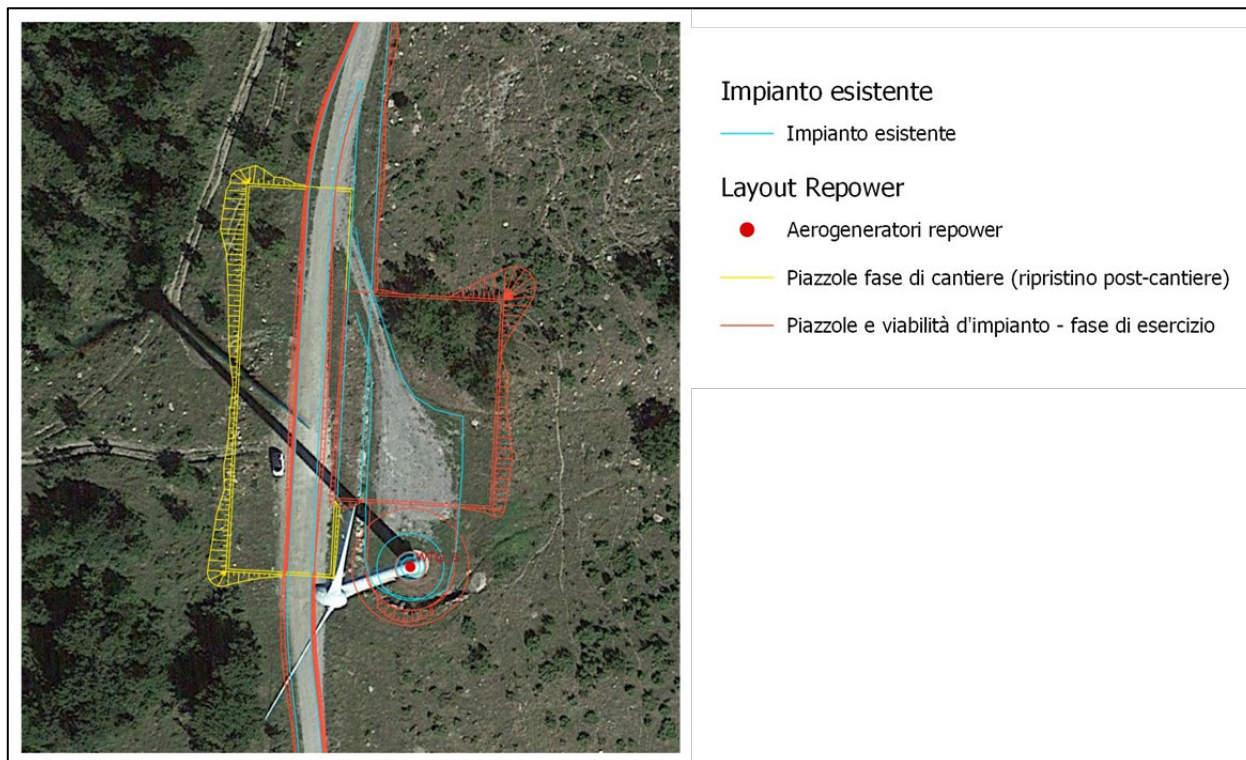 Impianto esistente
Impianto esistente
Layout Repower
Aerogeneratori repower
Piazzole fase di cantiere (ripristino post-cantiere)
Piazzole e viabilità d'impianto - fase di esercizio